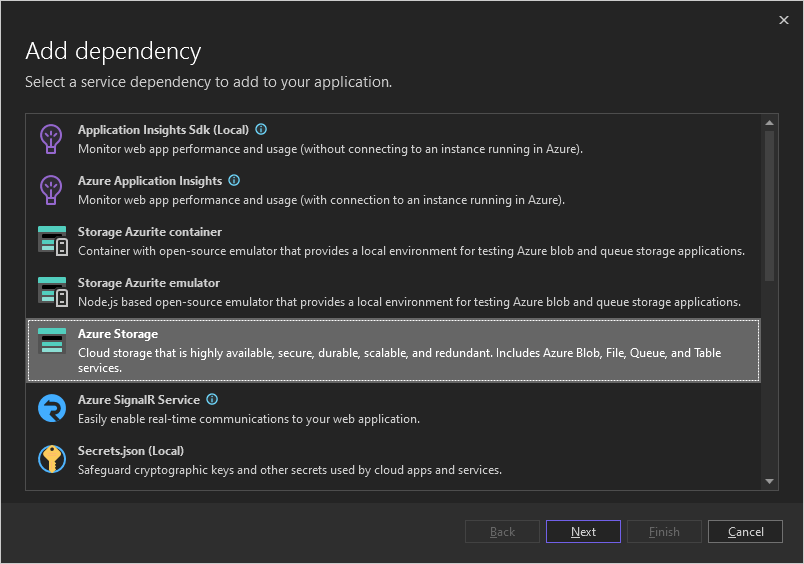 Add dependency
Select a service dependency to add to your application.
Application Insights Sdk (Local)
Monitor web app performance and usage (without connecting to an instance running in Azure).
Azure Application Insights
Monitor web app performance and usage (with connection to an instance running in Azure).
Storage Azurite container
Container with open-source emulator that provides a local environment for testing Azure blob and queue storage applications.
Storage Azurite emulator
Node.js based open-source emulator that provides a local environment for testing Azure blob and queue storage applications.
Azure Storage
Cloud storage that is highly available, secure, durable, scalable, and redundant. Includes Azure Blob, File, Queue, and Table
services.
Azure SignalR Service
Easily enable real-time communications to your web application.
Secrets.json (Local)
Safeguard cryptographic keys and other secrets used by cloud apps and services.
Back Next Finish Cancel